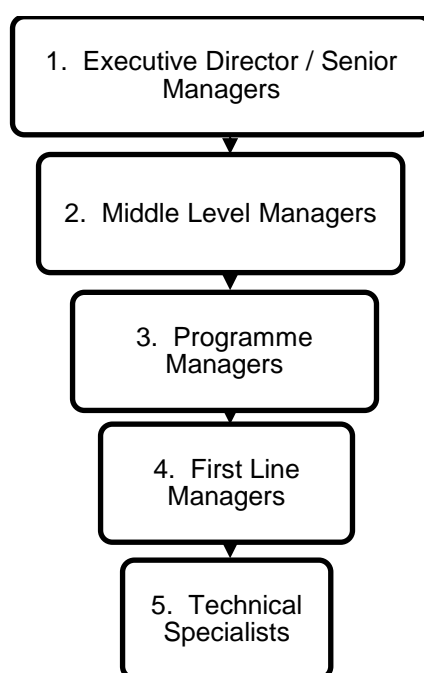 1. Executive Director / Senior
Managers
2. Middle Level Managers
3. Programme
Managers
4. First Line
Managers
5. Technical
Specialists